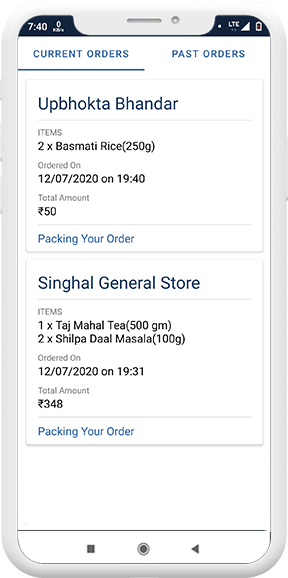 7:40 0 KB/s LTE
CURRENT ORDERS PAST ORDERS
Upbhokta Bhandar
ITEMS
2 x Basmati Rice(250g)
Ordered On
12/07/2020 on 19:40
Total Amount
₹50
Packing Your Order
Singhal General Store
ITEMS
1 x Taj Mahal Tea(500 gm)
2 x Shilpa Daal Masala(100g)
Ordered On
12/07/2020 on 19:31
Total Amount
₹348
Packing Your Order